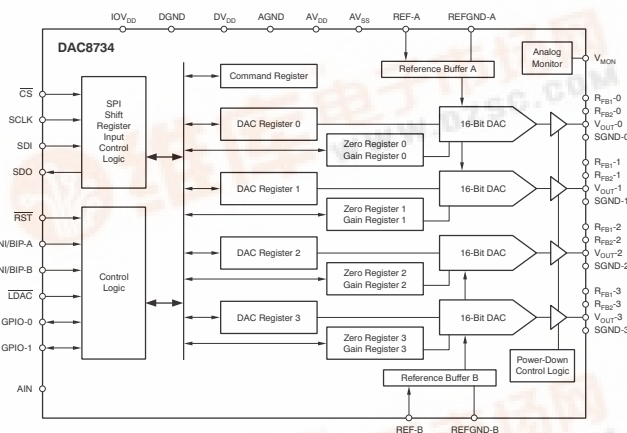 IOVDD DGND DVDD AGND AVDD AVSS REF-A REFGND-A
DAC8734
Analog
Monitor
VMON
Reference Buffer A
Command Register
CS
SCLK
SDI
SDO
SPI
Shift
Register
Input
Control
Logic
DAC Register 0
16-Bit DAC
Zero Register 0
Gain Register 0
RFB1-0
RFB2-0
VOUT-0
SGND-0
DAC Register 1
16-Bit DAC
Zero Register 1
Gain Register 1
RFB1-1
RFB2-1
VOUT-1
SGND-1
RST
NI/BIP-A
NI/BIP-B
LDAC
GPIO-0
GPIO-1
AIN
Control
Logic
DAC Register 2
16-Bit DAC
Zero Register 2
Gain Register 2
RFB1-2
RFB2-2
VOUT-2
SGND-2
DAC Register 3
16-Bit DAC
Zero Register 3
Gain Register 3
RFB1-3
RFB2-3
VOUT-3
SGND-3
Power-Down
Control Logic
Reference Buffer B
REF-B REFGND-B